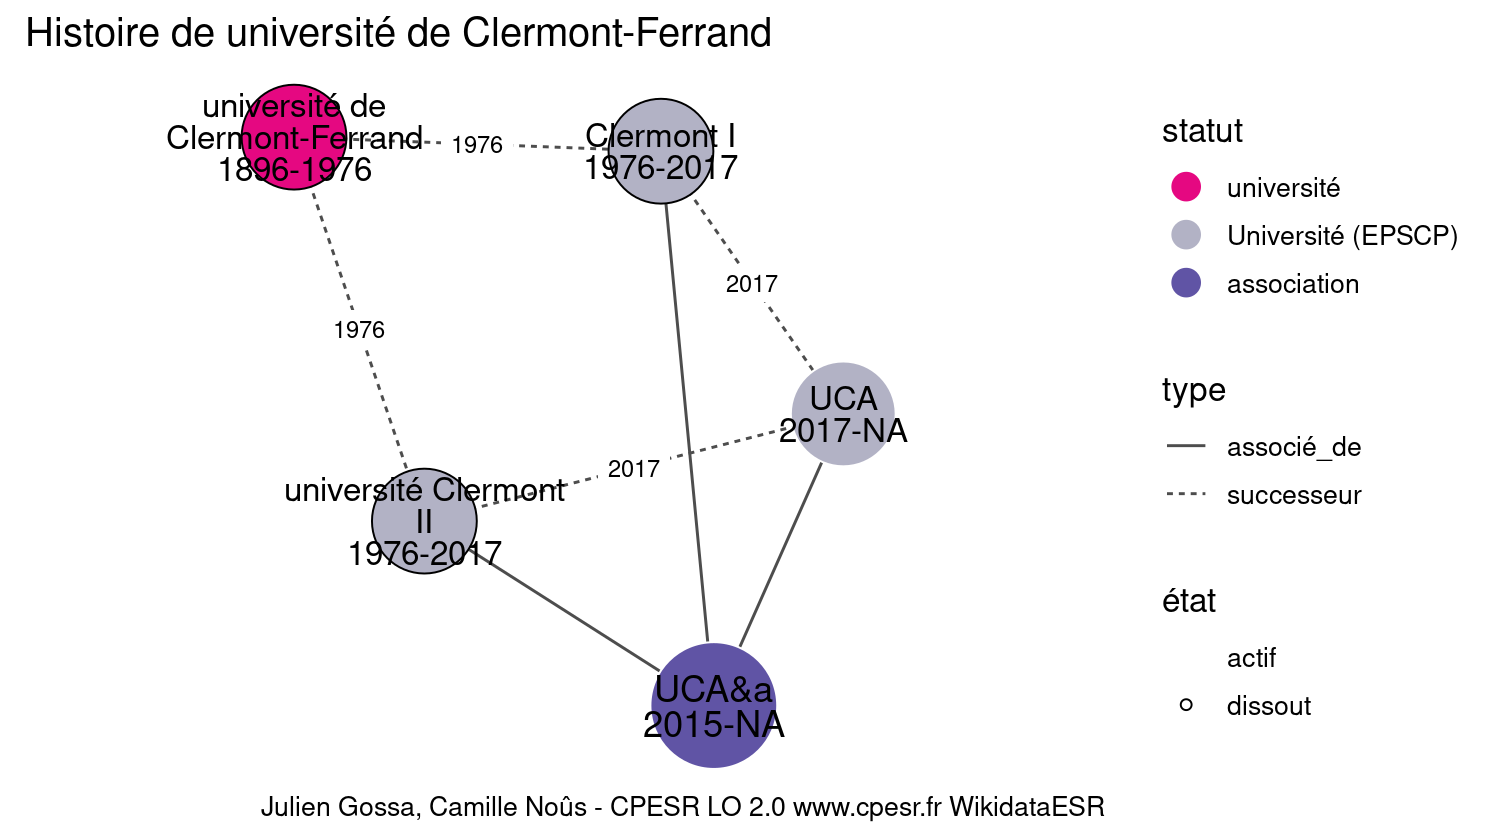 Histoire de université de Clermont-Ferrand
université de
Clermont-Ferrand
1896-1976
1976
Clermont I
1976-2017
2017
1976
UCA
2017-NA
2017
université Clermont
II
1976-2017
UCA&a
2015-NA
statut
université
Université (EPSCP)
association
type
associé_de
successeur
état
actif
dissout
Julien Gossa, Camille Noûs - CPESR LO 2.0 www.cpesr.fr WikidataESR